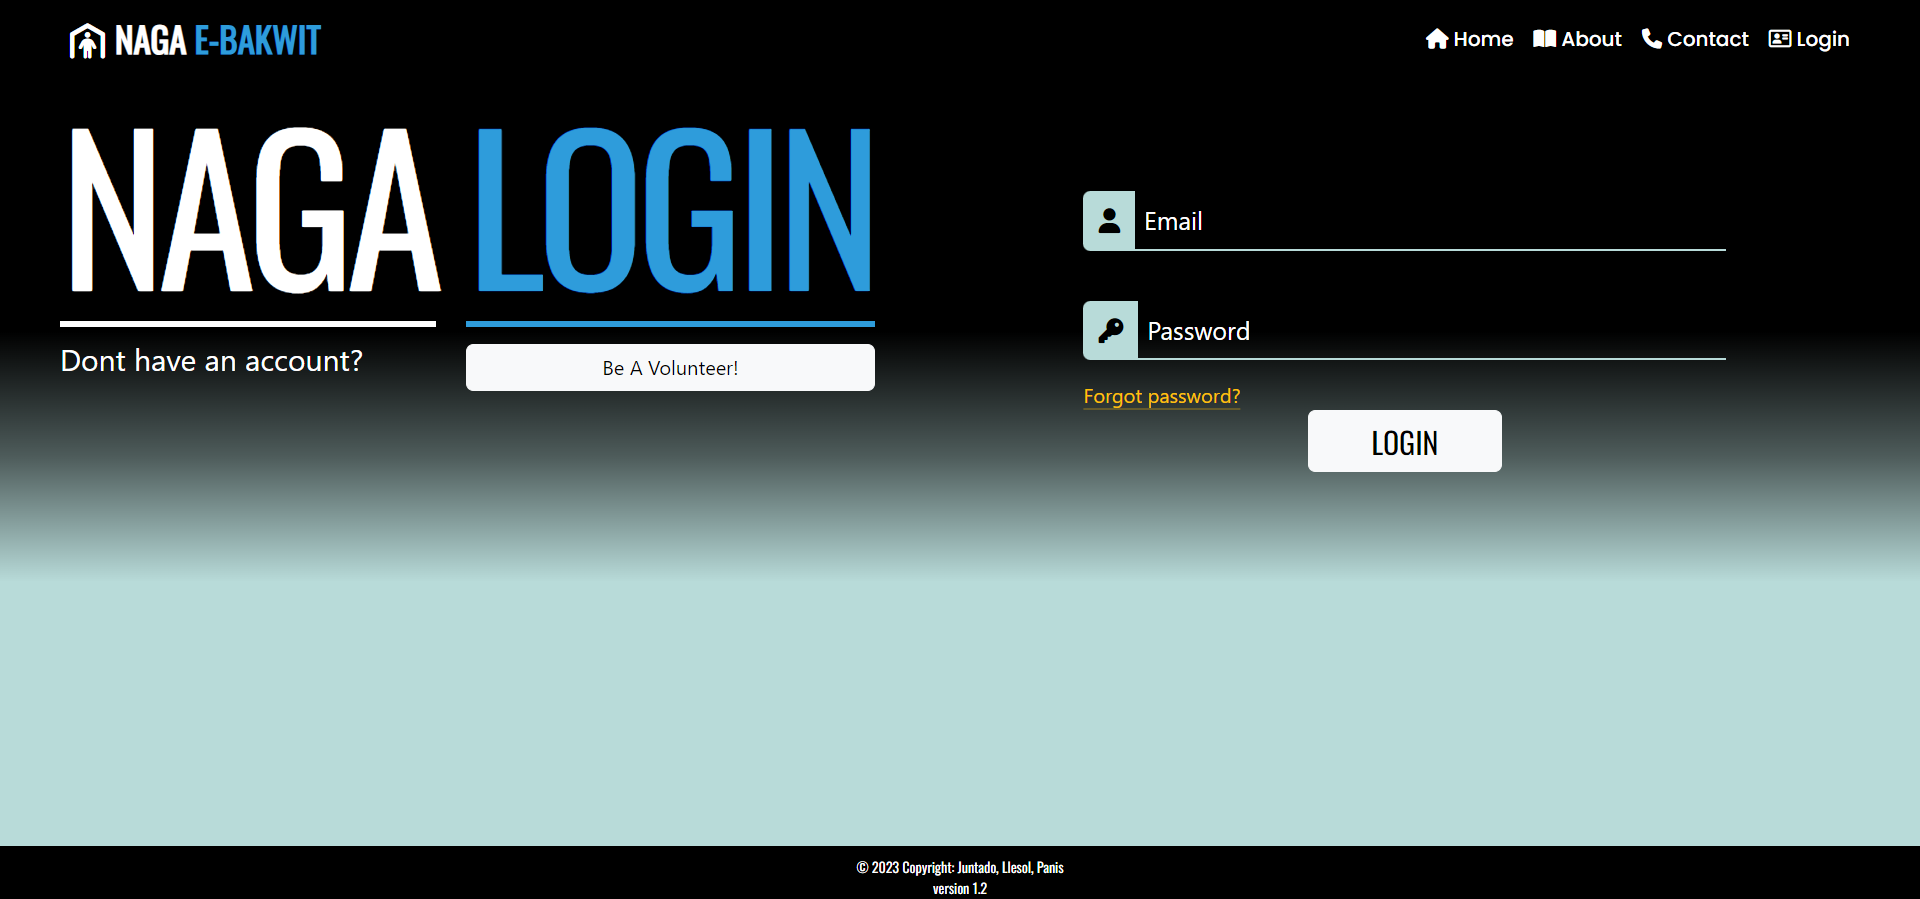 NAGA E-BAKWIT
Home About Contact Login
NAGA LOGIN
Dont have an account?
Be A Volunteer!
Email
Password
Forgot password?
LOGIN
© 2023 Copyright: Juntado, Llesol, Panis
version 1.2